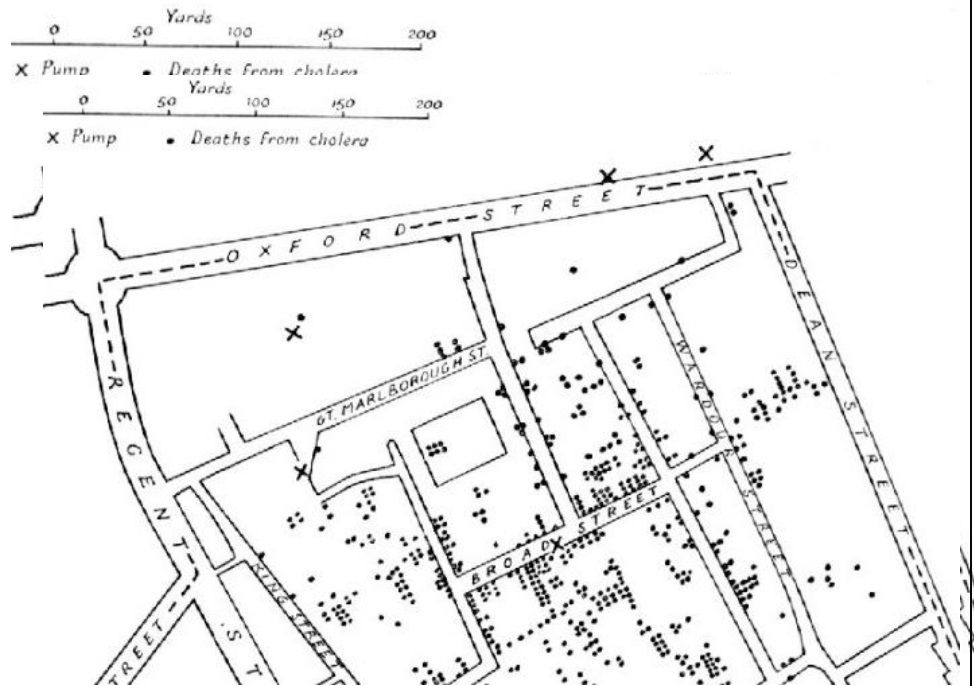 Yards
0 50 100 150 200
X Pump • Deaths from cholera
Yards
0 50 100 150 200
X Pump • Deaths from cholera
OXFORD STREET
DEAN STREET
REGENT ST.
GT. MARLBOROUGH ST.
WARDOUR STREET
BROAD STREET
KING STREET
STREET